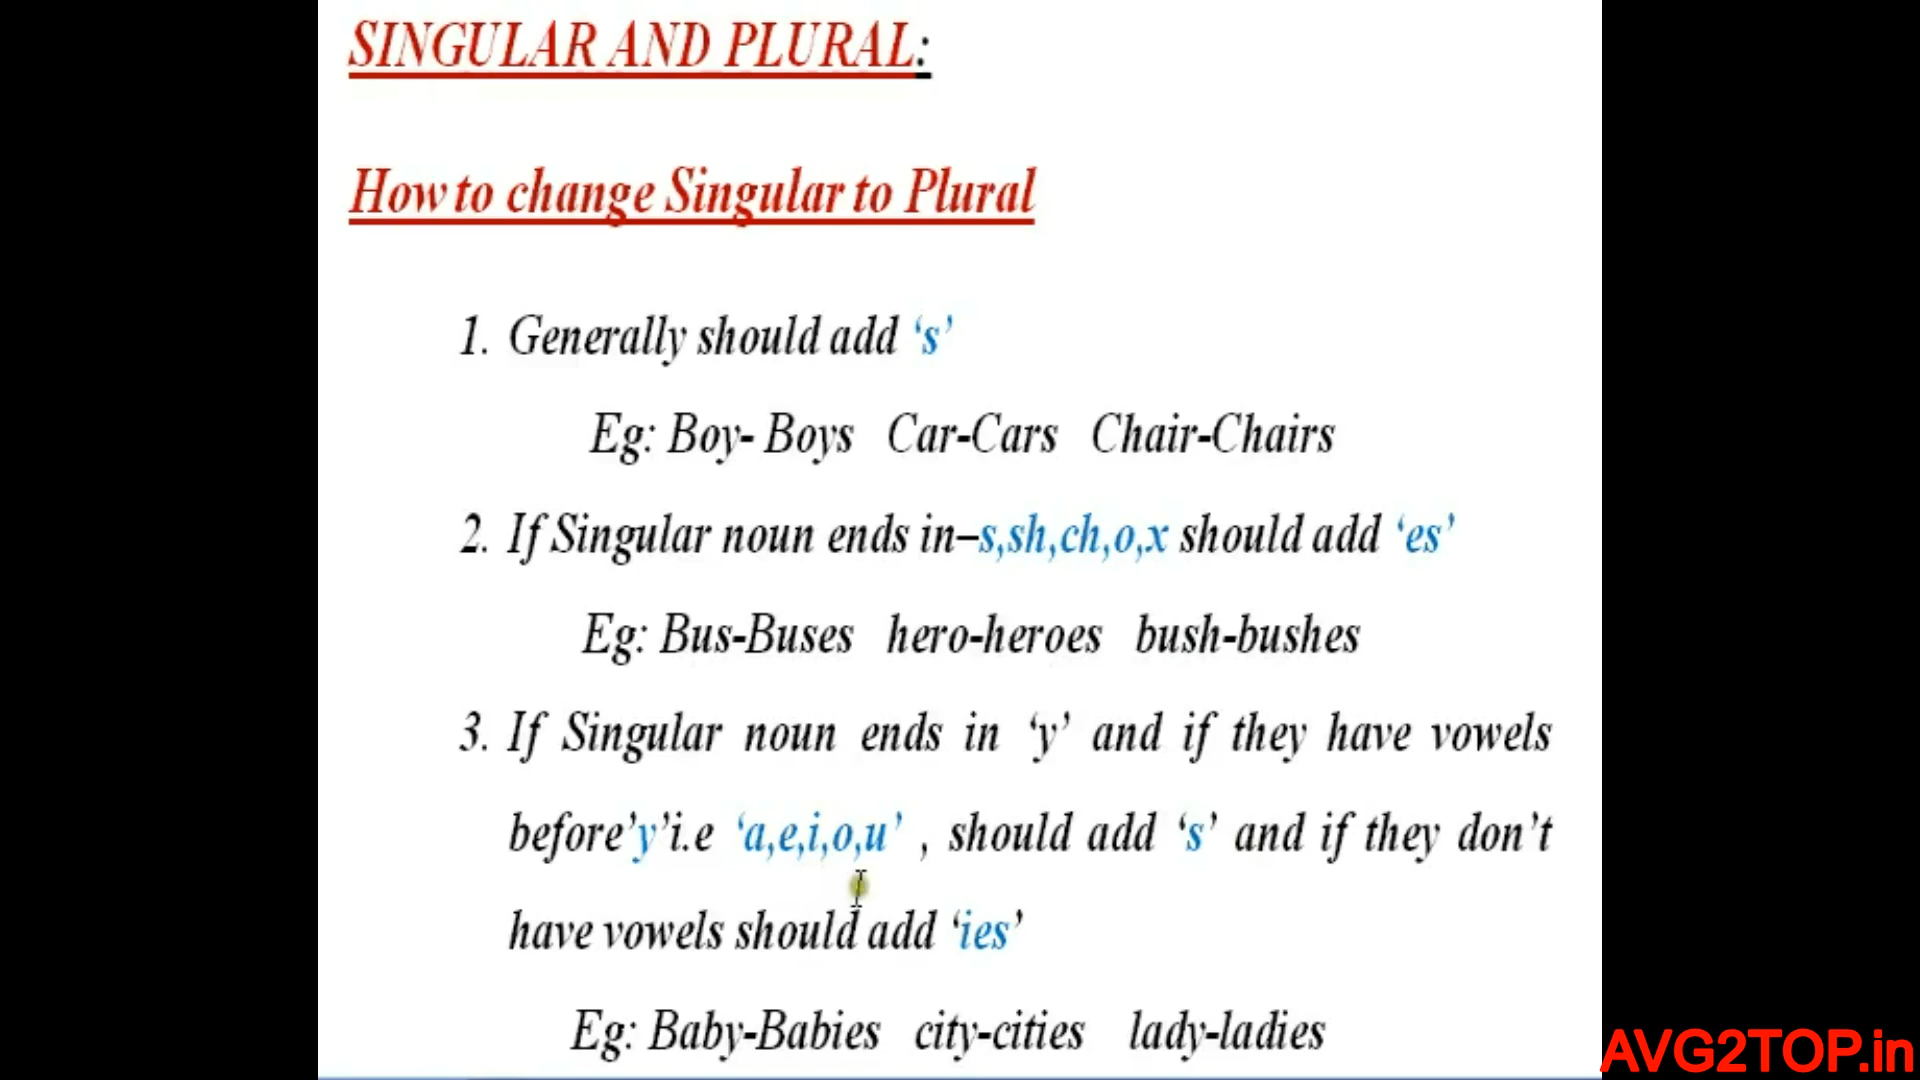 SINGULAR AND PLURAL:
How to change Singular to Plural
1. Generally should add ‘s’
Eg: Boy- Boys Car-Cars Chair-Chairs
2. If Singular noun ends in–s,sh,ch,o,x should add ‘es’
Eg: Bus-Buses hero-heroes bush-bushes
3. If Singular noun ends in ‘y’ and if they have vowels
before’y’i.e ‘a,e,i,o,u’ , should add ‘s’ and if they don’t
have vowels should add ‘ies’
Eg: Baby-Babies city-cities lady-ladies
AVG2TOP.in